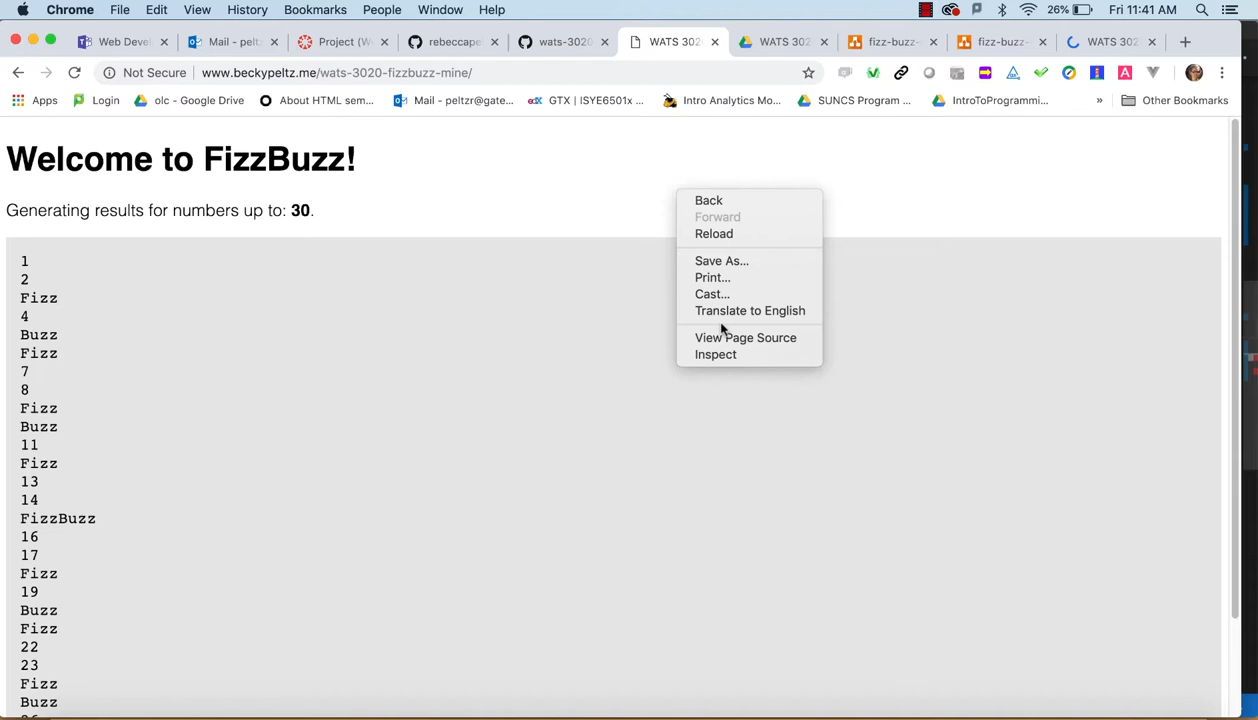 Chrome File Edit View History Bookmarks People Window Help 26% Fri 11:41 AM
Web Devel Mail - peltz Project (W rebeccape wats-3020 WATS 302 WATS 302 fizz-buzz- fizz-buzz- WATS 302
Not Secure www.beckypeltz.me/wats-3020-fizzbuzz-mine/
Apps Login olc - Google Drive About HTML sem... Mail - peltzr@gate... GTX | ISYE6501x ... Intro Analytics Mo... SUNCS Program ... IntroToProgrammi... » Other Bookmarks
Welcome to FizzBuzz!
Generating results for numbers up to: 30.
Back
Forward
Reload
Save As...
Print...
Cast...
Translate to English
View Page Source
Inspect
1
2
Fizz
4
Buzz
Fizz
7
8
Fizz
Buzz
11
Fizz
13
14
FizzBuzz
16
17
Fizz
19
Buzz
Fizz
22
23
Fizz
Buzz